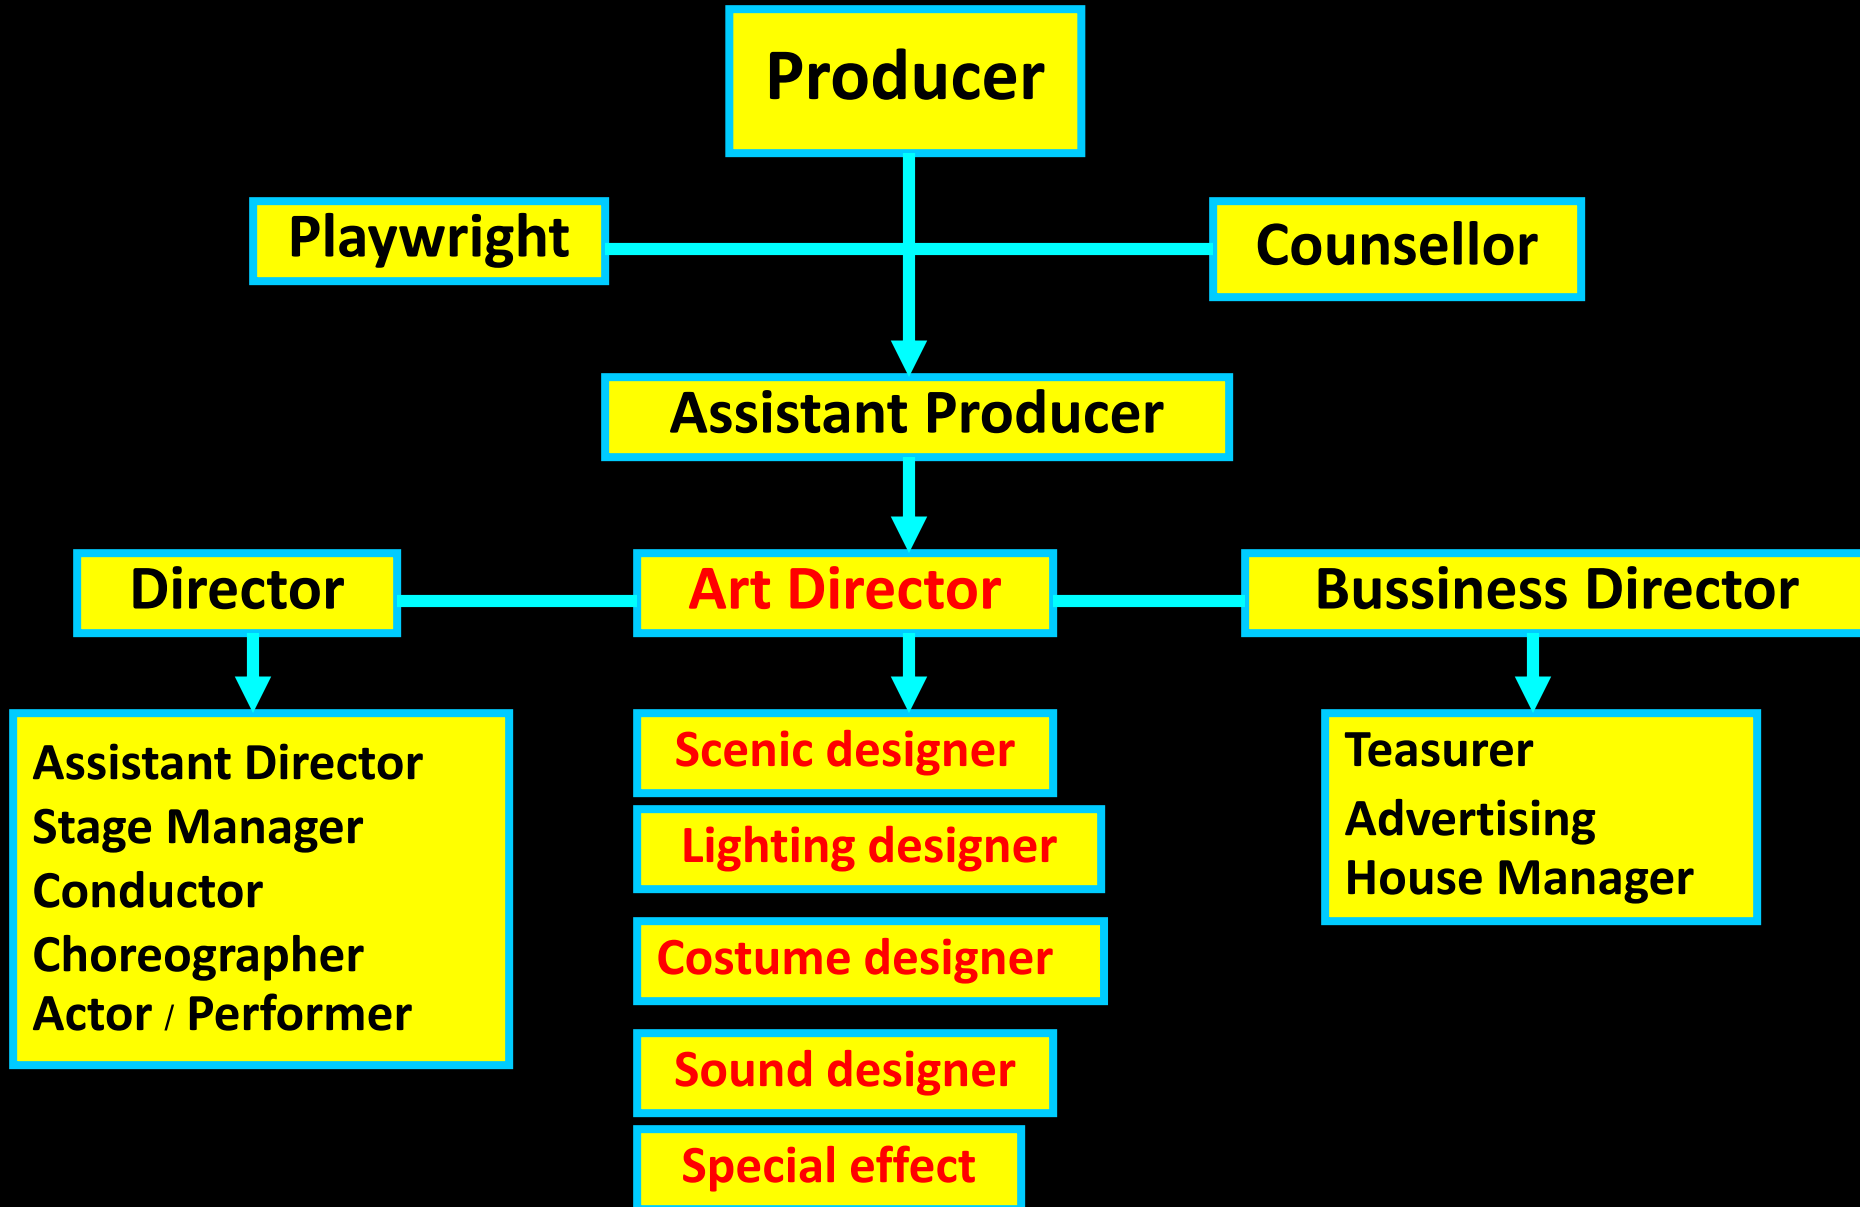 Producer
Playwright
Counsellor
Assistant Producer
Director
Art Director
Bussiness Director
Assistant Director
Stage Manager
Conductor
Choreographer
Actor / Performer
Scenic designer
Lighting designer
Costume designer
Sound designer
Special effect
Teasurer
Advertising
House Manager